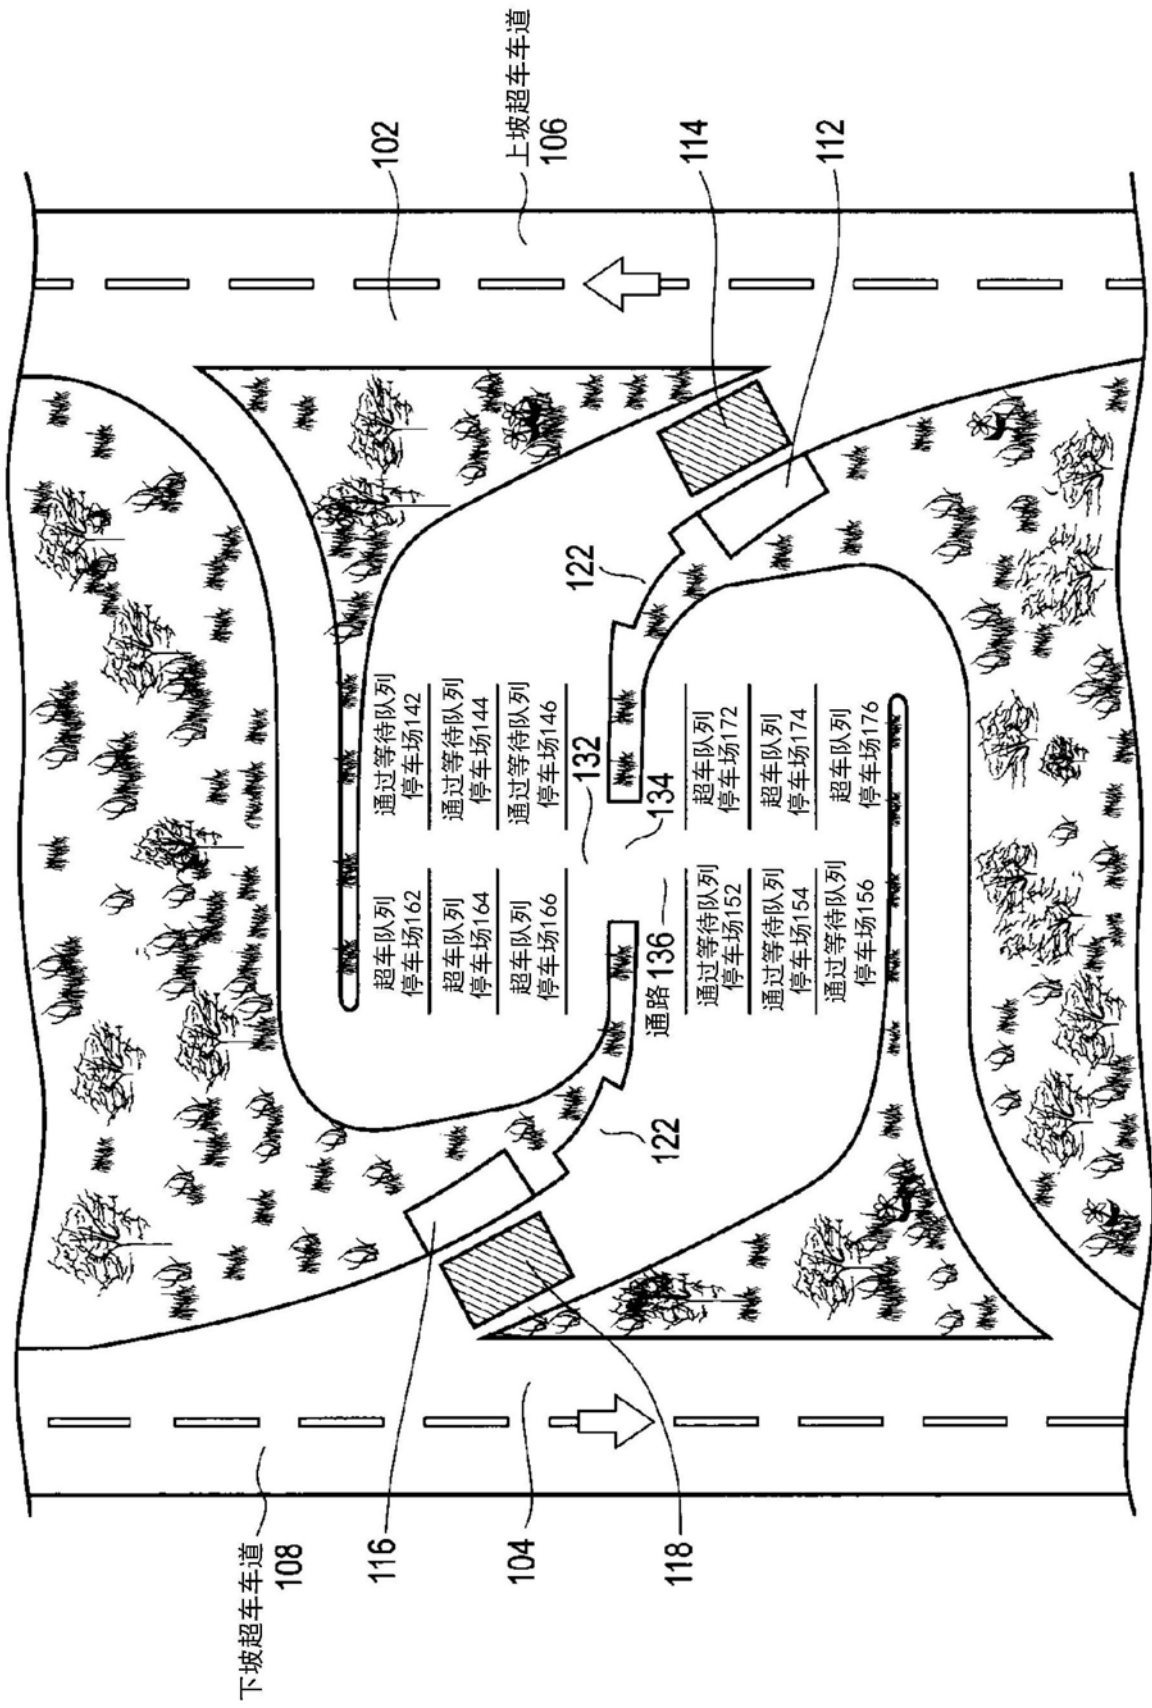 下坡超车车道
108
116
104
118
超车队列
停车场162
超车队列
停车场164
超车队列
停车场166
通过等待队列
停车场142
通过等待队列
停车场144
通过等待队列
停车场146
122
132
134
通路136
122
通过等待队列
停车场152
通过等待队列
停车场154
通过等待队列
停车场156
超车队列
停车场172
超车队列
停车场174
超车队列
停车场176
102
上坡超车车道
106
114
112